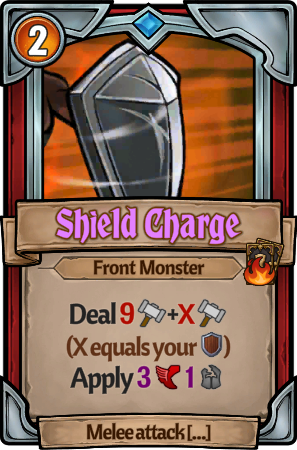 2
Shield Charge
Front Monster
Deal 9 +X
(X equals your )
Apply 3 1
Melee attack [...]